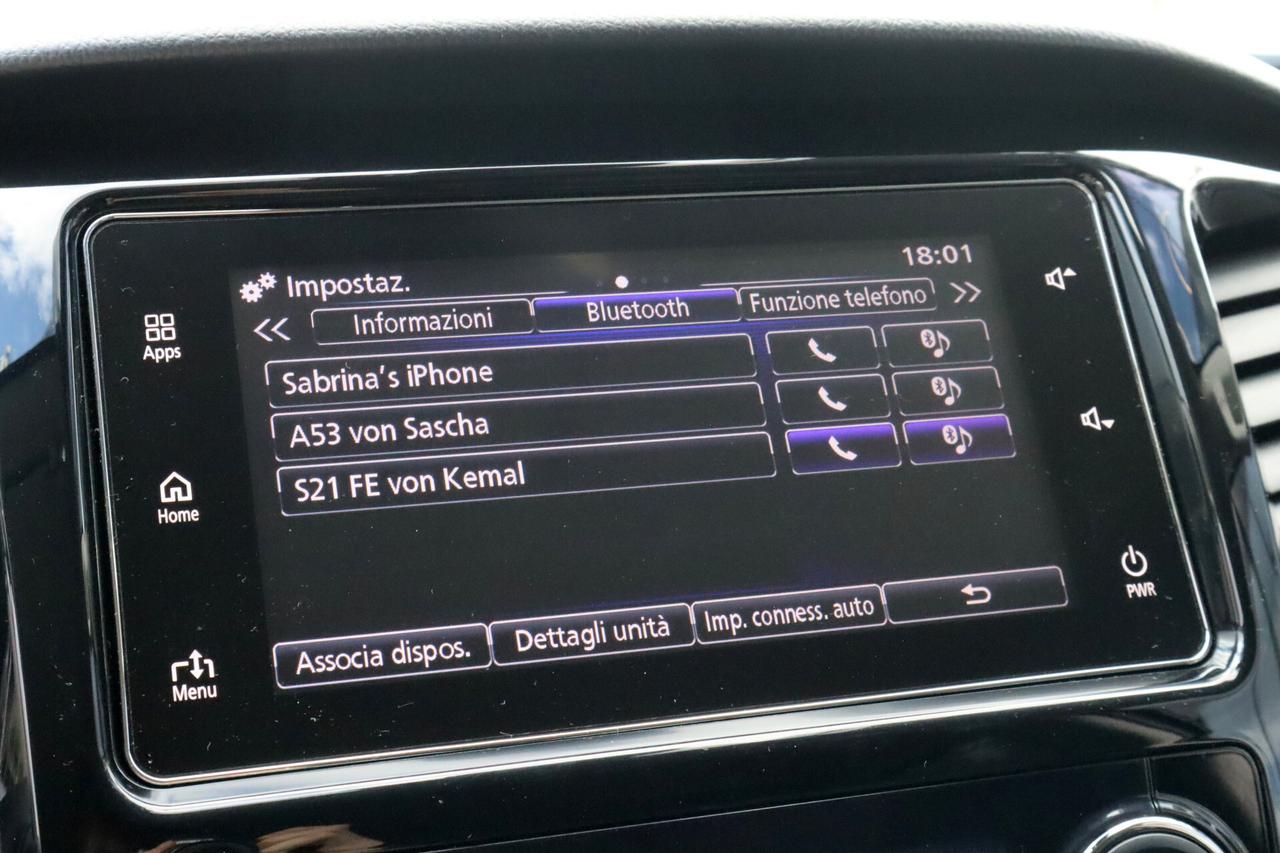 18:01
Impostaz.
Informazioni
Bluetooth
Funzione telefono
Sabrina's iPhone
A53 von Sascha
S21 FE von Kemal
Associa dispos.
Dettagli unità
Imp. conness. auto
Apps
Home
Menu
PWR